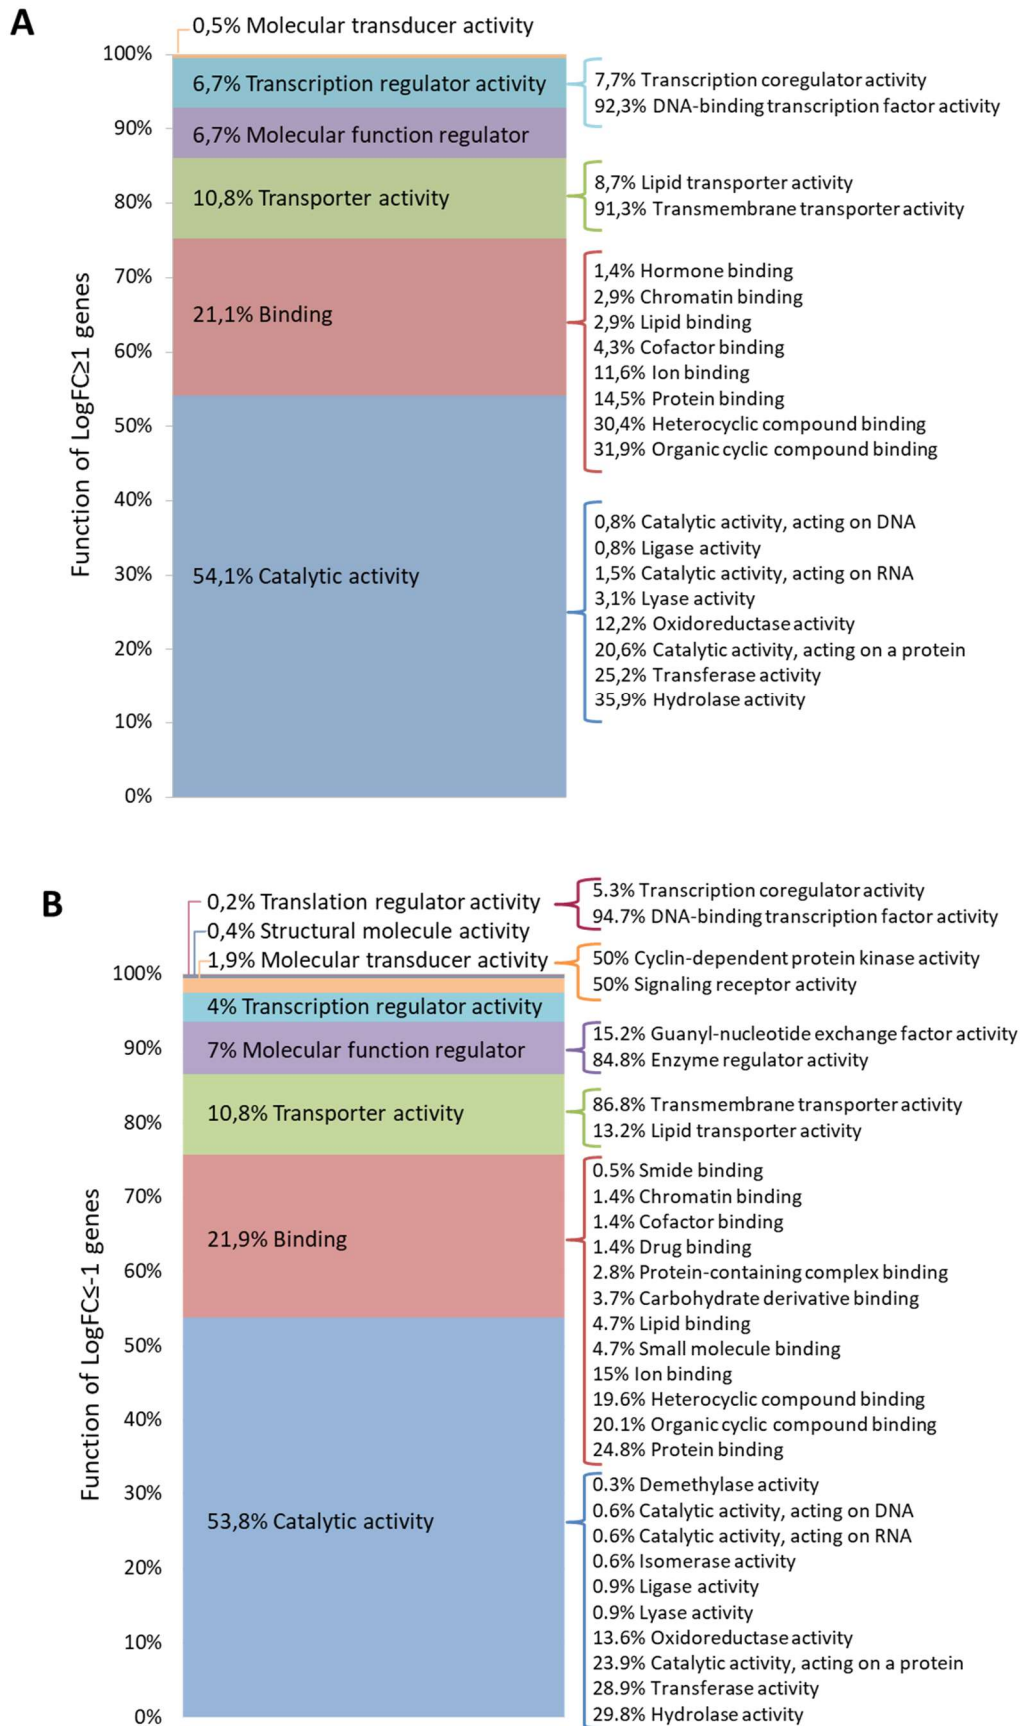 A
0,5% Molecular transducer activity
100%
6,7% Transcription regulator activity
7,7% Transcription coregulator activity
92,3% DNA-binding transcription factor activity
90%
6,7% Molecular function regulator
80%
10,8% Transporter activity
8,7% Lipid transporter activity
91,3% Transmembrane transporter activity
70%
21,1% Binding
1,4% Hormone binding
2,9% Chromatin binding
2,9% Lipid binding
4,3% Cofactor binding
11,6% Ion binding
14,5% Protein binding
30,4% Heterocyclic compound binding
31,9% Organic cyclic compound binding
60%
50%
40%
Function of LogFC≥1 genes
54,1% Catalytic activity
0,8% Catalytic activity, acting on DNA
0,8% Ligase activity
1,5% Catalytic activity, acting on RNA
3,1% Lyase activity
12,2% Oxidoreductase activity
20,6% Catalytic activity, acting on a protein
25,2% Transferase activity
35,9% Hydrolase activity
30%
20%
10%
0%
B
0,2% Translation regulator activity
5.3% Transcription coregulator activity
94.7% DNA-binding transcription factor activity
0,4% Structural molecule activity
1,9% Molecular transducer activity
50% Cyclin-dependent protein kinase activity
50% Signaling receptor activity
100%
4% Transcription regulator activity
7% Molecular function regulator
15.2% Guanyl-nucleotide exchange factor activity
84.8% Enzyme regulator activity
90%
10,8% Transporter activity
86.8% Transmembrane transporter activity
13.2% Lipid transporter activity
80%
70%
21,9% Binding
0.5% Smide binding
1.4% Chromatin binding
1.4% Cofactor binding
1.4% Drug binding
2.8% Protein-containing complex binding
3.7% Carbohydrate derivative binding
4.7% Lipid binding
4.7% Small molecule binding
15% Ion binding
19.6% Heterocyclic compound binding
20.1% Organic cyclic compound binding
24.8% Protein binding
60%
50%
40%
Function of LogFC≤-1 genes
30%
53,8% Catalytic activity
0.3% Demethylase activity
0.6% Catalytic activity, acting on DNA
0.6% Catalytic activity, acting on RNA
0.6% Isomerase activity
0.9% Ligase activity
0.9% Lyase activity
13.6% Oxidoreductase activity
23.9% Catalytic activity, acting on a protein
28.9% Transferase activity
29.8% Hydrolase activity
20%
10%
0%